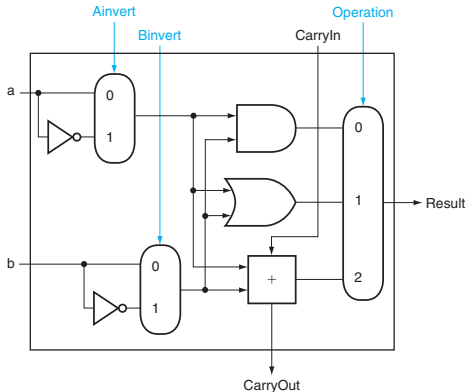 Ainvert
Operation
Binvert
CarryIn
a
0
1
0
1
Result
b
0
1
+
2
CarryOut